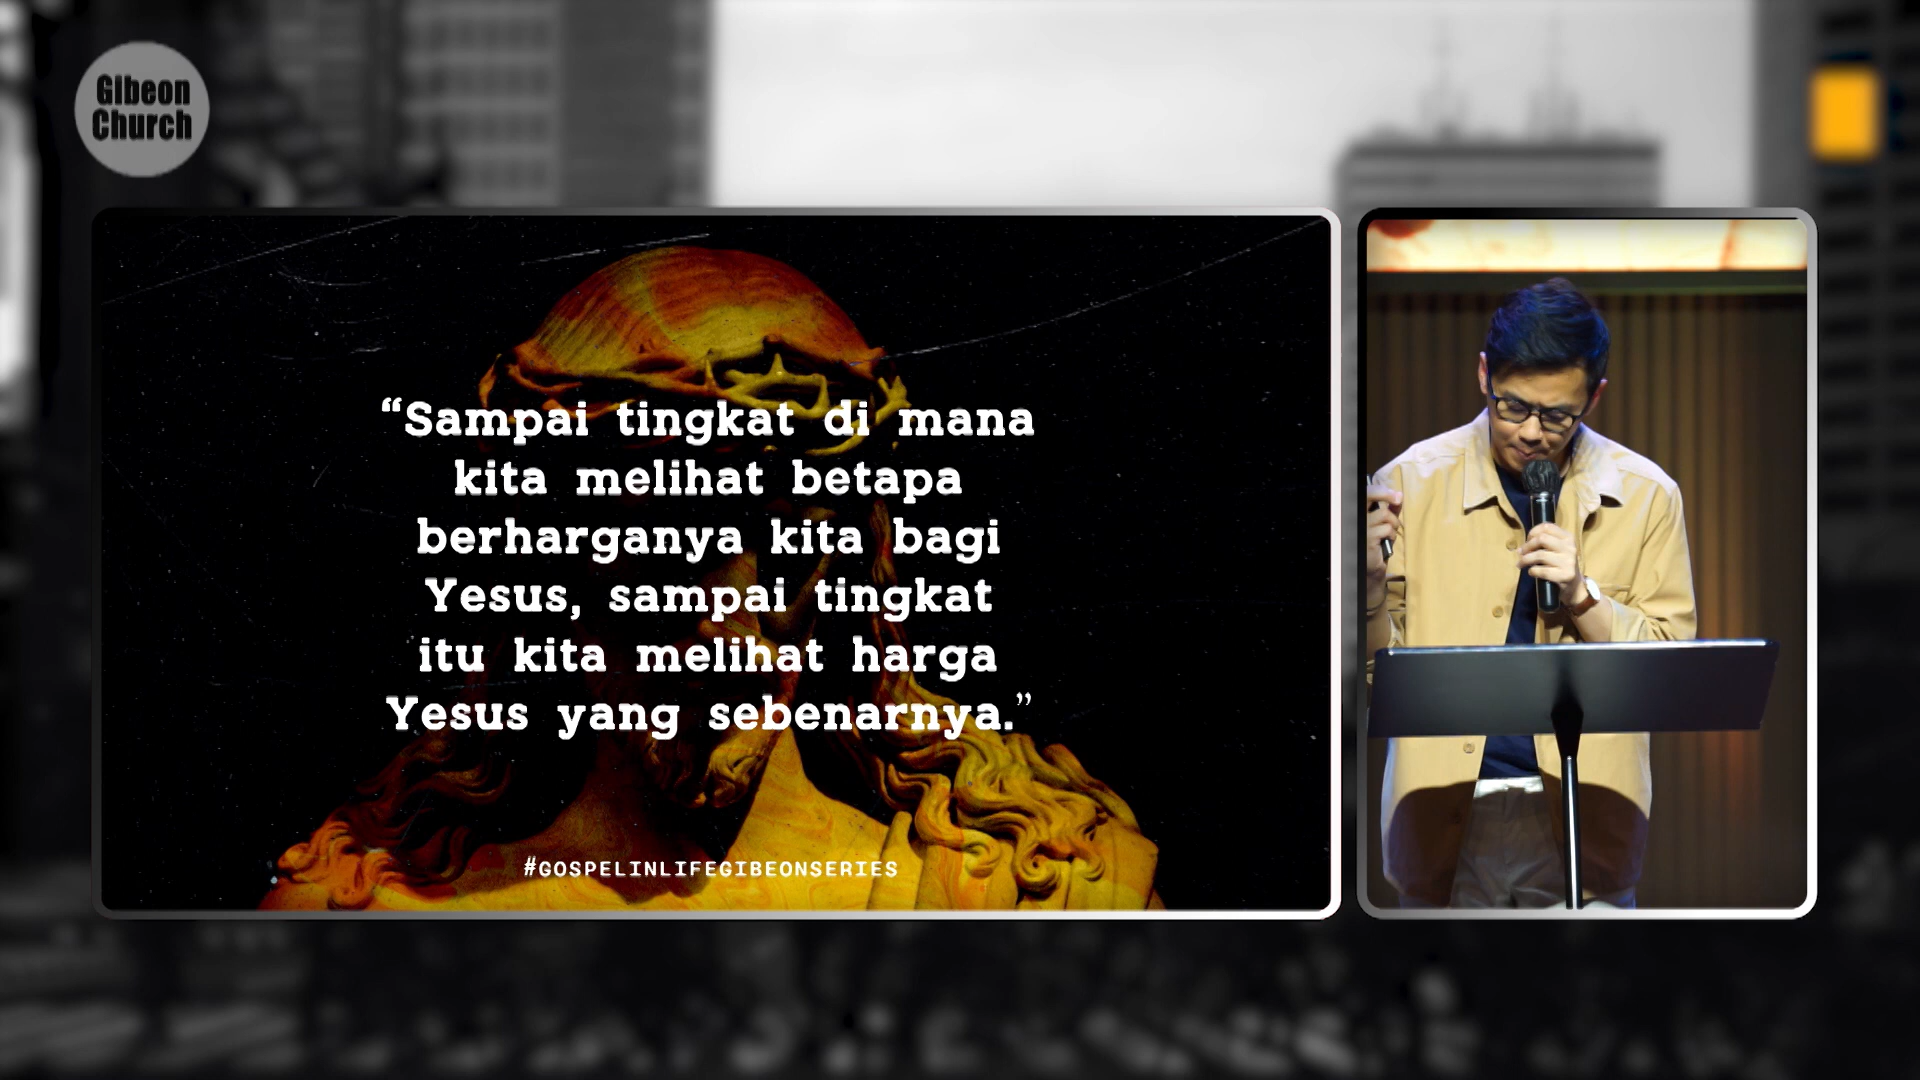 Gibeon
Church
“Sampai tingkat di mana
kita melihat betapa
berharganya kita bagi
Yesus, sampai tingkat
itu kita melihat harga
Yesus yang sebenarnya.”
#GOSPELINLIFEGIBEONSERIES